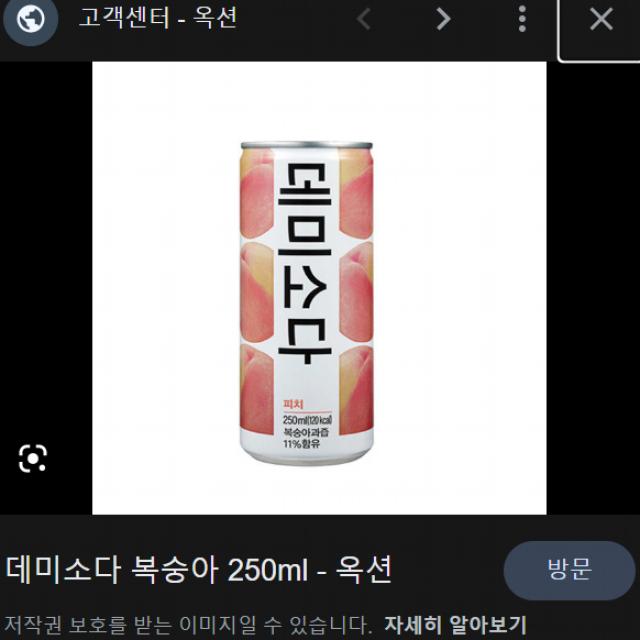 고객센터 - 옥션
데미소다
피치
250ml(120kcal)
복숭아과즙
11%함유
데미소다 복숭아 250ml - 옥션
방문
저작권 보호를 받는 이미지일 수 있습니다. 자세히 알아보기